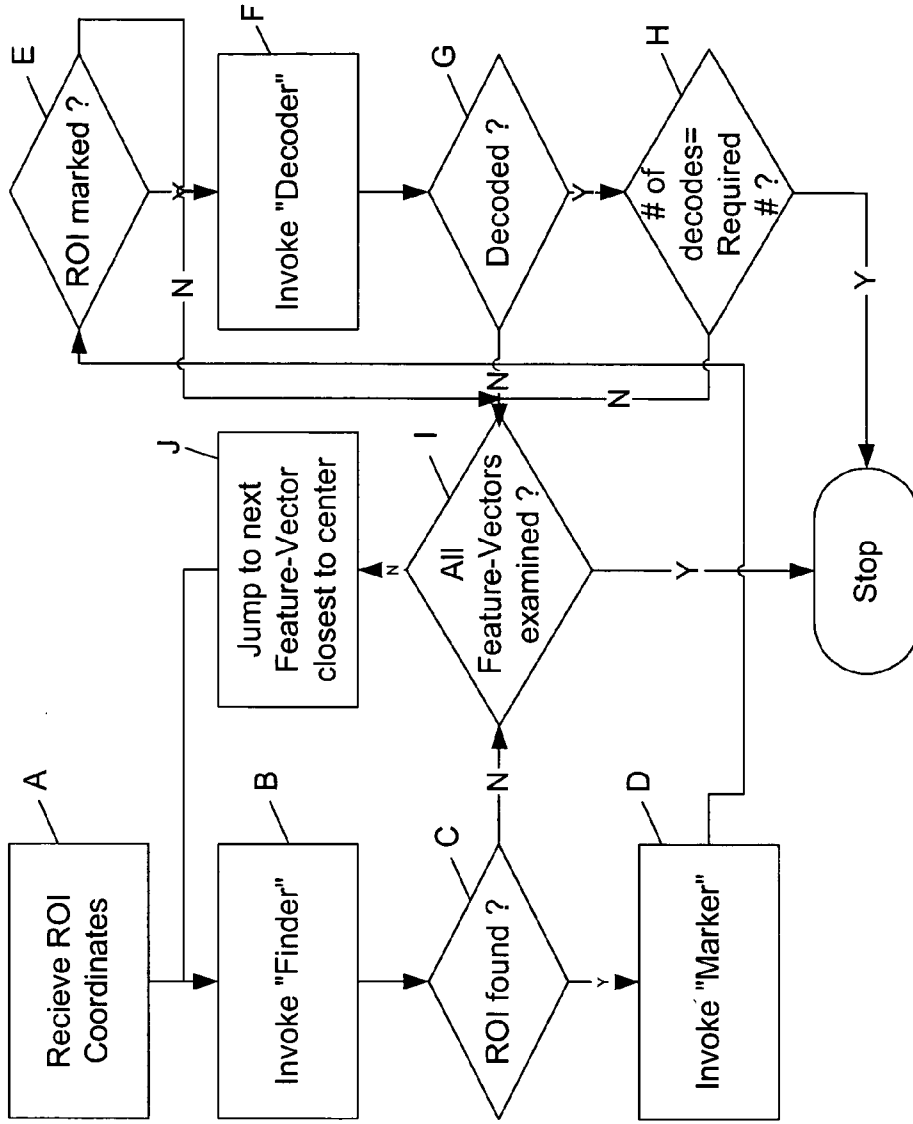 A
Recieve ROI
Coordinates
B
Invoke "Finder"
C
ROI found ?
N
Y
D
Invoke "Marker"
J
Jump to next
Feature-Vector
closest to center
N
I
All
Feature-Vectors
examined ?
Y
Stop
E
ROI marked ?
Y
N
F
Invoke "Decoder"
G
Decoded ?
N
Y
H
# of
decodes=
Required
# ?
N
Y